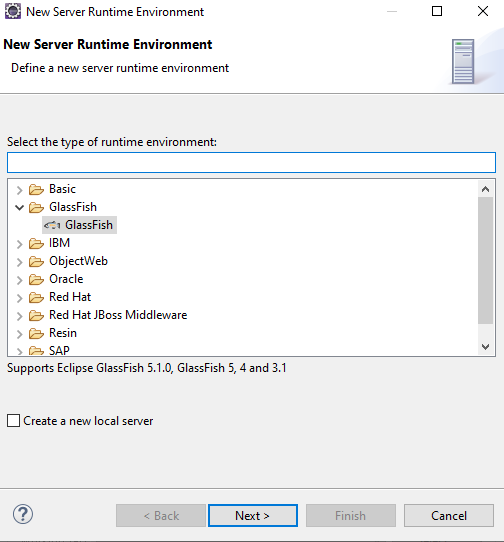 New Server Runtime Environment
New Server Runtime Environment
Define a new server runtime environment
Select the type of runtime environment:
Basic
GlassFish
GlassFish
IBM
ObjectWeb
Oracle
Red Hat
Red Hat JBoss Middleware
Resin
SAP
Supports Eclipse GlassFish 5.1.0, GlassFish 5, 4 and 3.1
Create a new local server
? < Back Next > Finish Cancel